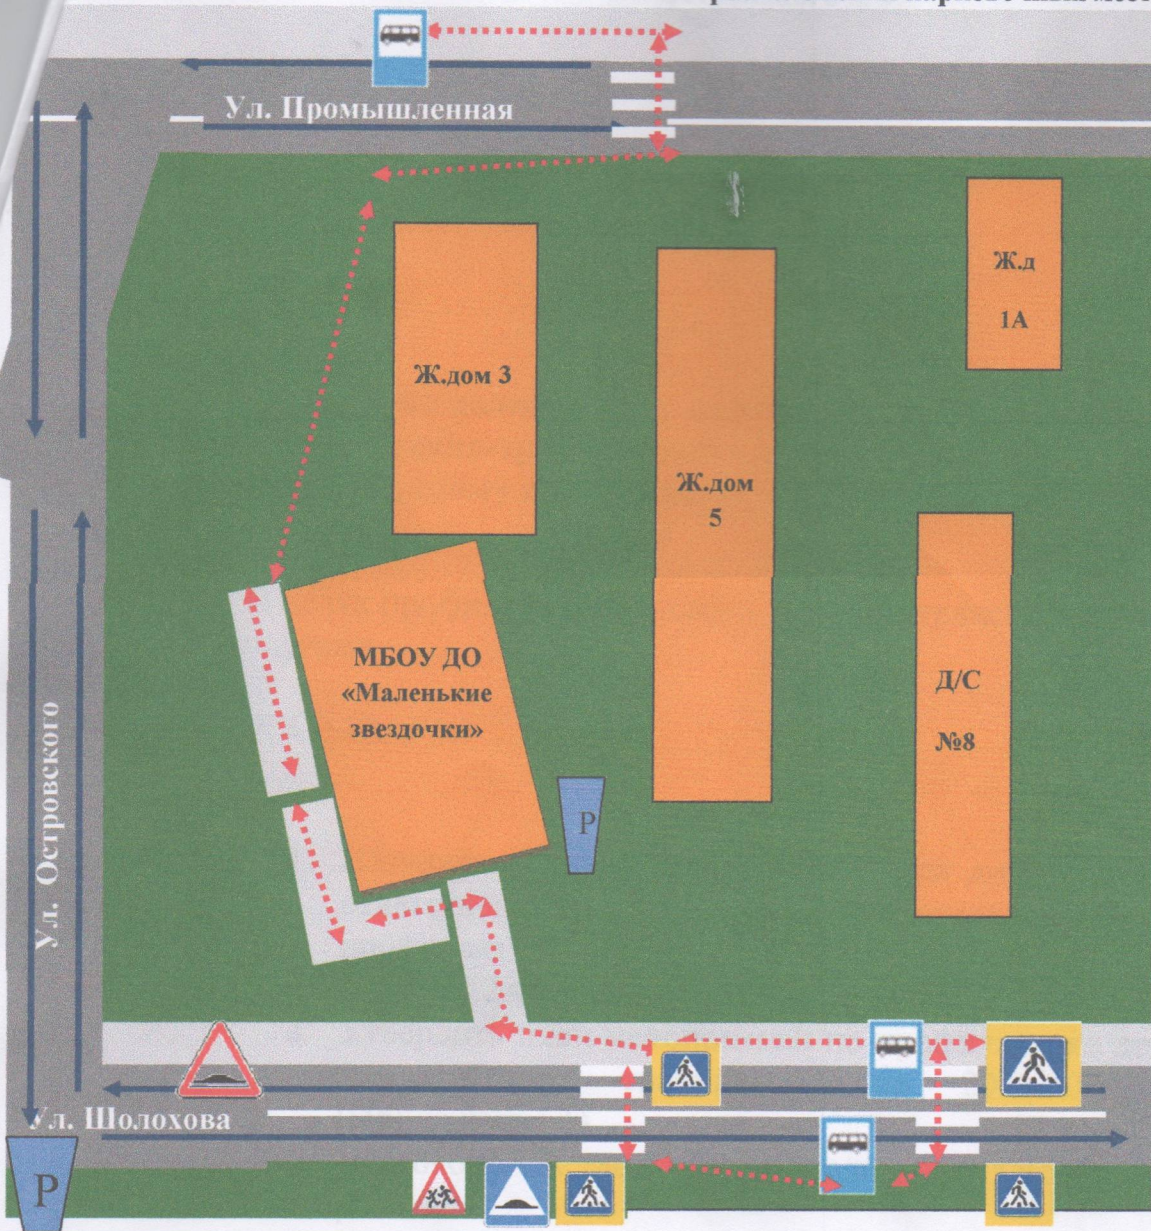 Ул. Промышленная
Ж.д
1А
Ж.дом 3
Ж.дом
5
МБОУ ДО
«Маленькие
звездочки»
Д/С
№8
Ул. Островского
Р
Ул. Шолохова
Р